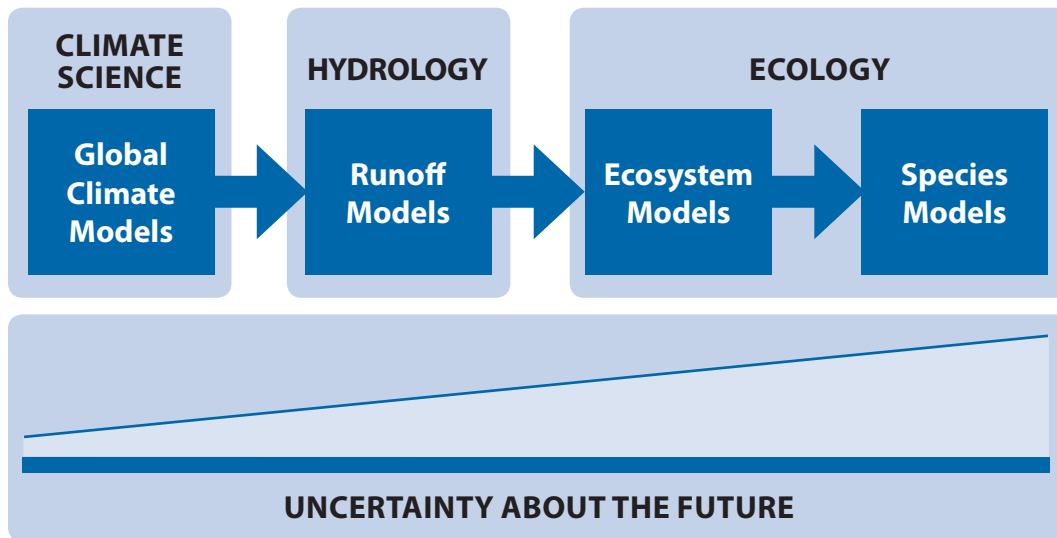 CLIMATE
SCIENCE
Global
Climate
Models
HYDROLOGY
Runoff
Models
ECOLOGY
Ecosystem
Models
Species
Models
UNCERTAINTY ABOUT THE FUTURE